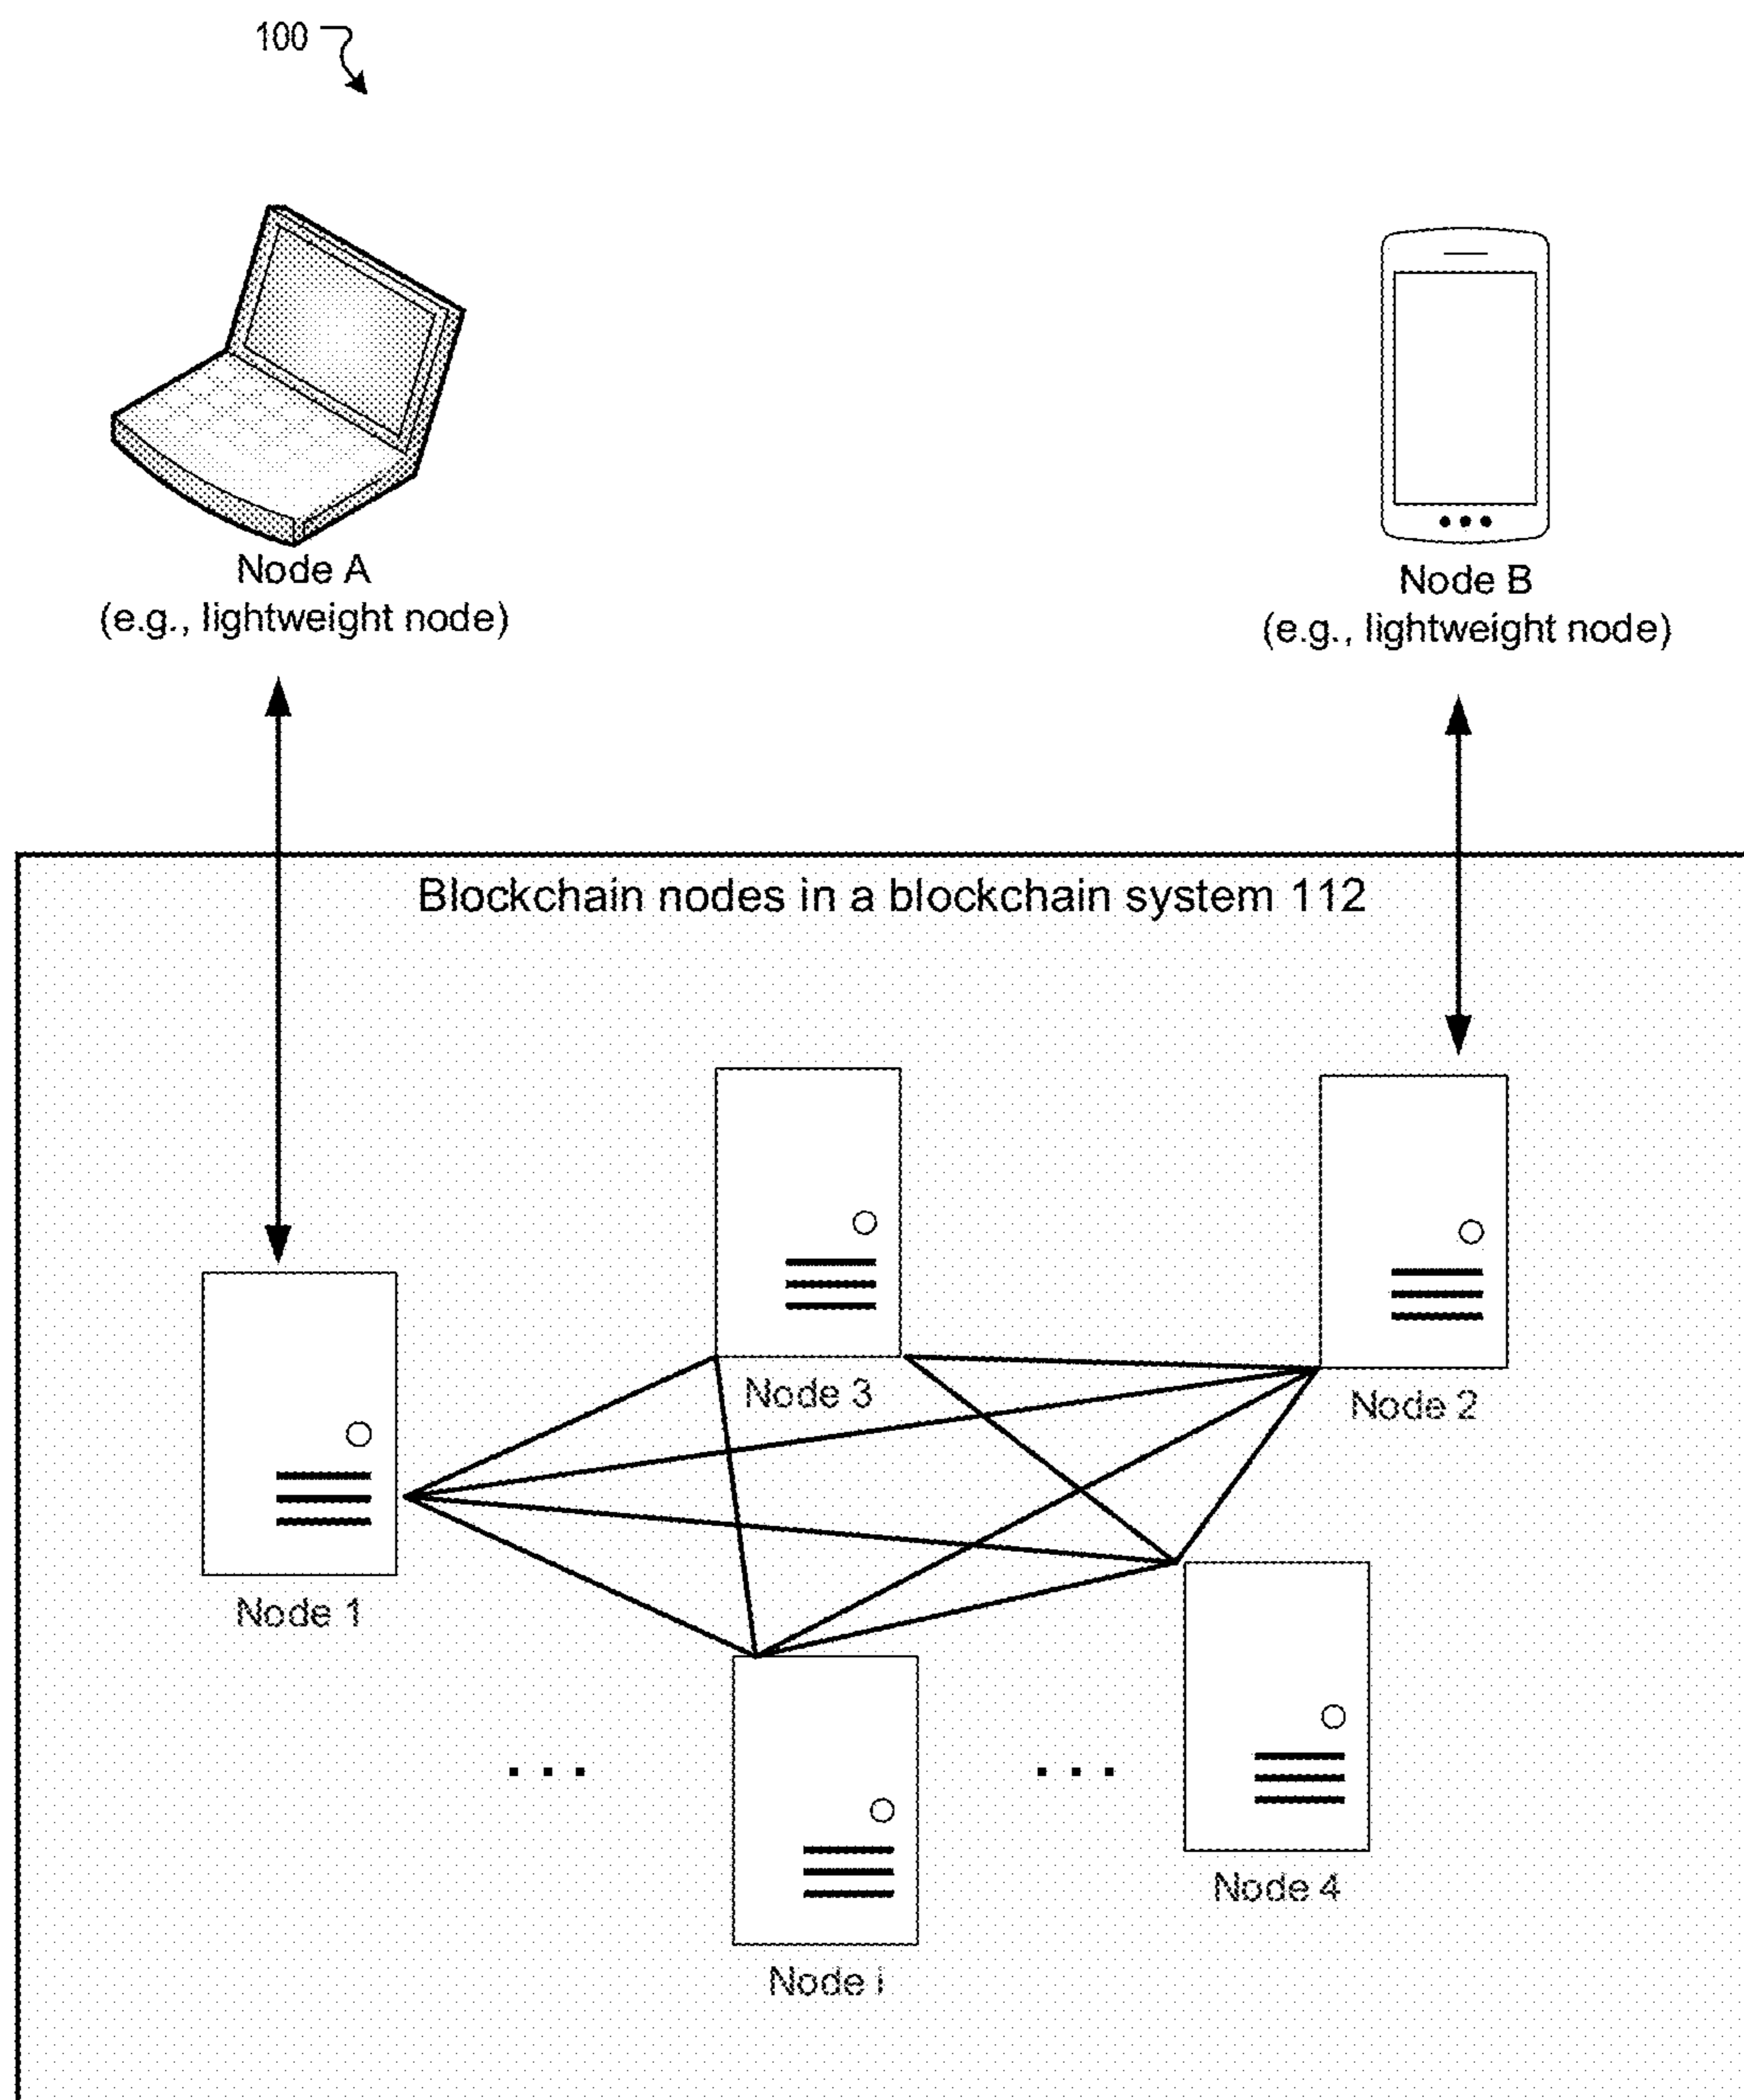 100
Node A
(e.g., lightweight node)
Node B
(e.g., lightweight node)
Blockchain nodes in a blockchain system 112
Node 3
Node 2
Node 1
Node 4
Node i